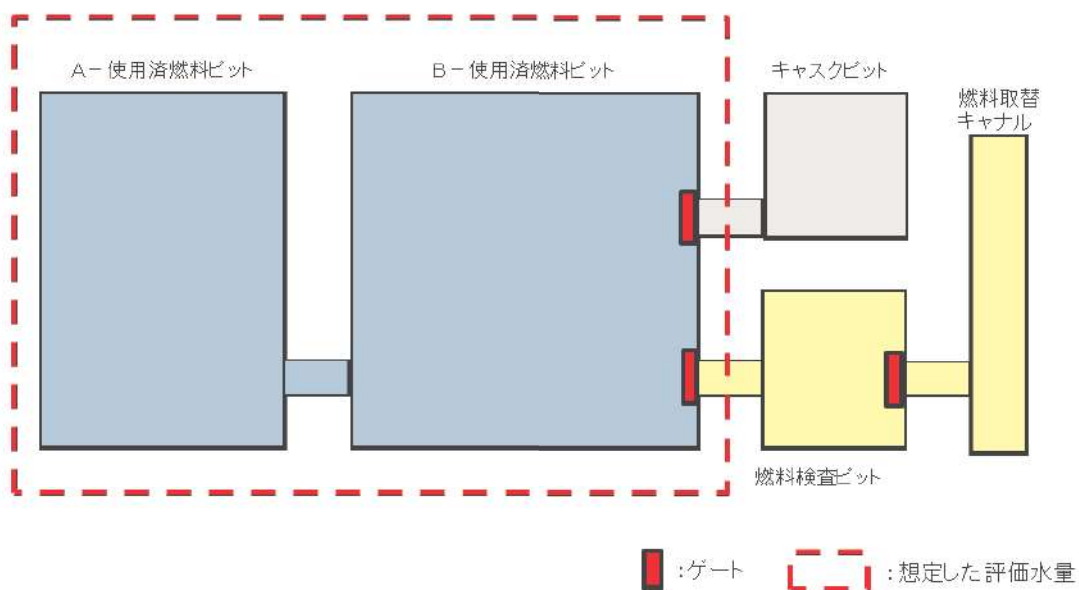 A－使用済燃料ピット
B－使用済燃料ピット
キャスクピット
燃料取替
キャナル
燃料検査ピット
:ゲート
:想定した評価水量